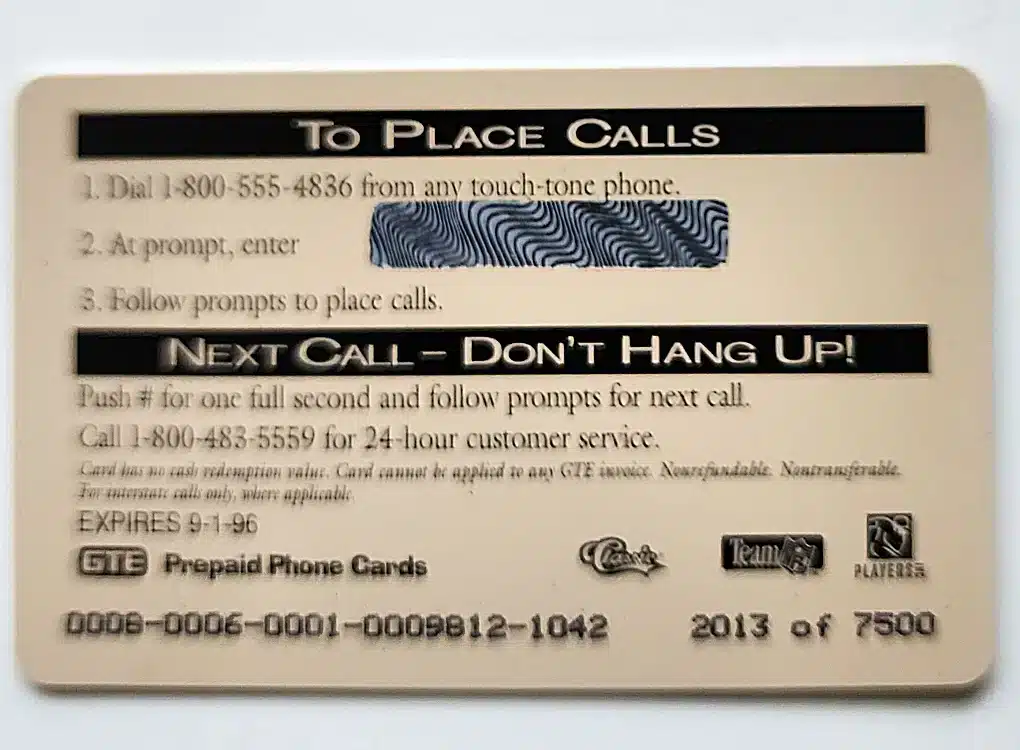 TO PLACE CALLS
1. Dial 1-800-555-4836 from any touch-tone phone.
2. At prompt, enter
3. Follow prompts to place calls.
NEXT CALL – DON'T HANG UP!
Push # for one full second and follow prompts for next call.
Call 1-800-483-5559 for 24-hour customer service.
Card has no cash redemption value. Card cannot be applied to any GTE invoice. Nonrefundable. Nontransferable.
For interstate calls only, where applicable.
EXPIRES 9-1-96
GTE Prepaid Phone Cards Classic Team NFL PLAYERS INC
0008-0006-0001-0009812-1042 2013 of 7500